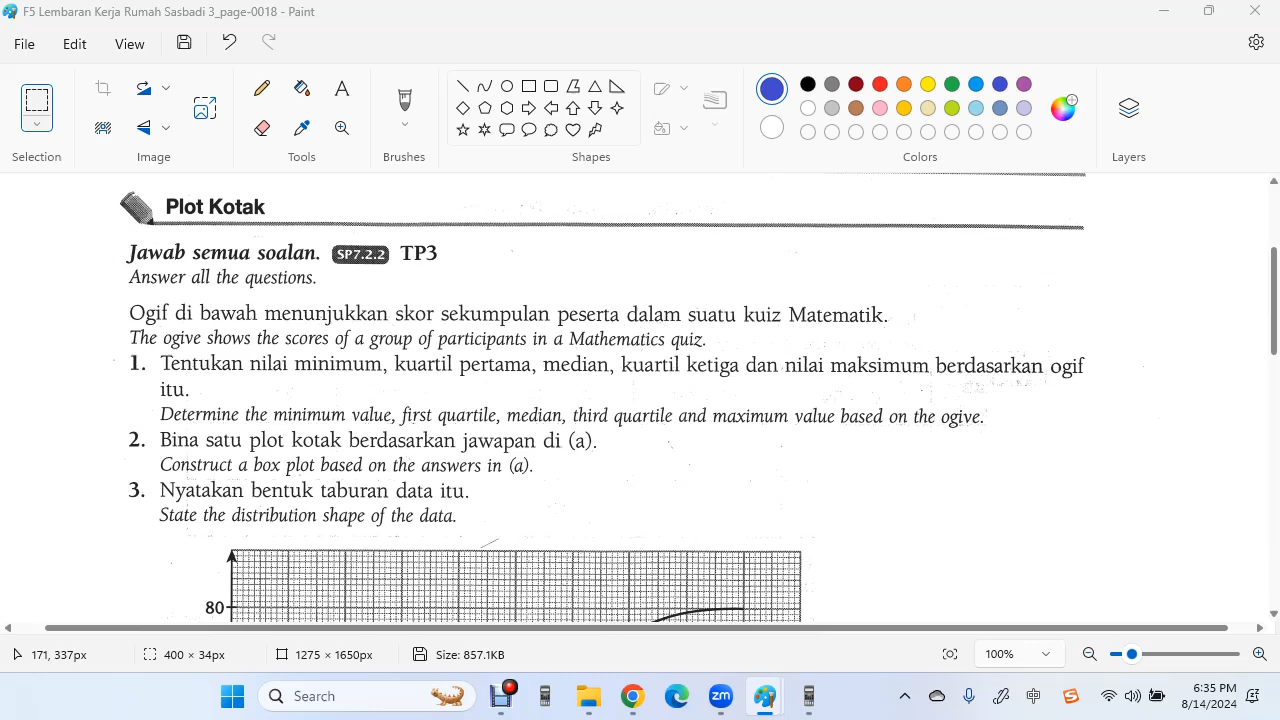 F5 Lembaran Kerja Rumah Sasbadi 3_page-0018 - Paint
File Edit View
Selection Image Tools Brushes Shapes Colors Layers
Plot Kotak
Jawab semua soalan. SP7.2.2 TP3
Answer all the questions.
Ogif di bawah menunjukkan skor sekumpulan peserta dalam suatu kuiz Matematik.
The ogive shows the scores of a group of participants in a Mathematics quiz.
1. Tentukan nilai minimum, kuartil pertama, median, kuartil ketiga dan nilai maksimum berdasarkan ogif
itu.
Determine the minimum value, first quartile, median, third quartile and maximum value based on the ogive.
2. Bina satu plot kotak berdasarkan jawapan di (a).
Construct a box plot based on the answers in (a).
3. Nyatakan bentuk taburan data itu.
State the distribution shape of the data.
80
171, 337px 400 × 34px 1275 × 1650px Size: 857.1KB 100%
Search zm 6:35 PM
8/14/2024